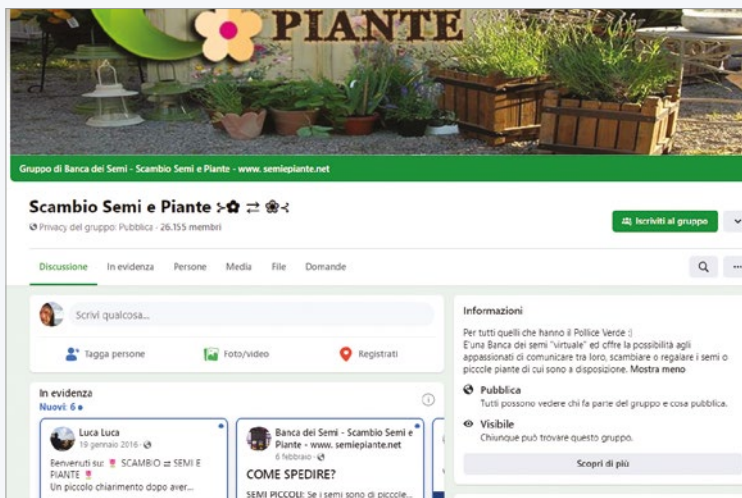 PIANTE
Gruppo di Banca dei Semi - Scambio Semi e Piante - www. semiepiante.net
Scambio Semi e Piante
Privacy del gruppo: Pubblica · 26.155 membri
Iscriviti al gruppo
Discussione In evidenza Persone Media File Domande
Scrivi qualcosa...
Tagga persone Foto/video Registrati
In evidenza
Nuovi: 6
Luca Luca
19 gennaio 2016
Benvenuti su: SCAMBIO ⇄ SEMI E
PIANTE
Un piccolo chiarimento dopo aver...
Banca dei Semi - Scambio Semi e
Piante - www. semiepiante.net
6 febbraio
COME SPEDIRE?
SEMI PICCOLI: Se i semi sono di piccole...
Informazioni
Per tutti quelli che hanno il Pollice Verde :)
E'una Banca dei semi "virtuale" ed offre la possibilità agli
appassionati di comunicare tra loro, scambiare o regalare i semi o
piccole piante di cui sono a disposizione. Mostra meno
Pubblica
Tutti possono vedere chi fa parte del gruppo e cosa pubblica.
Visibile
Chiunque può trovare questo gruppo.
Scopri di più